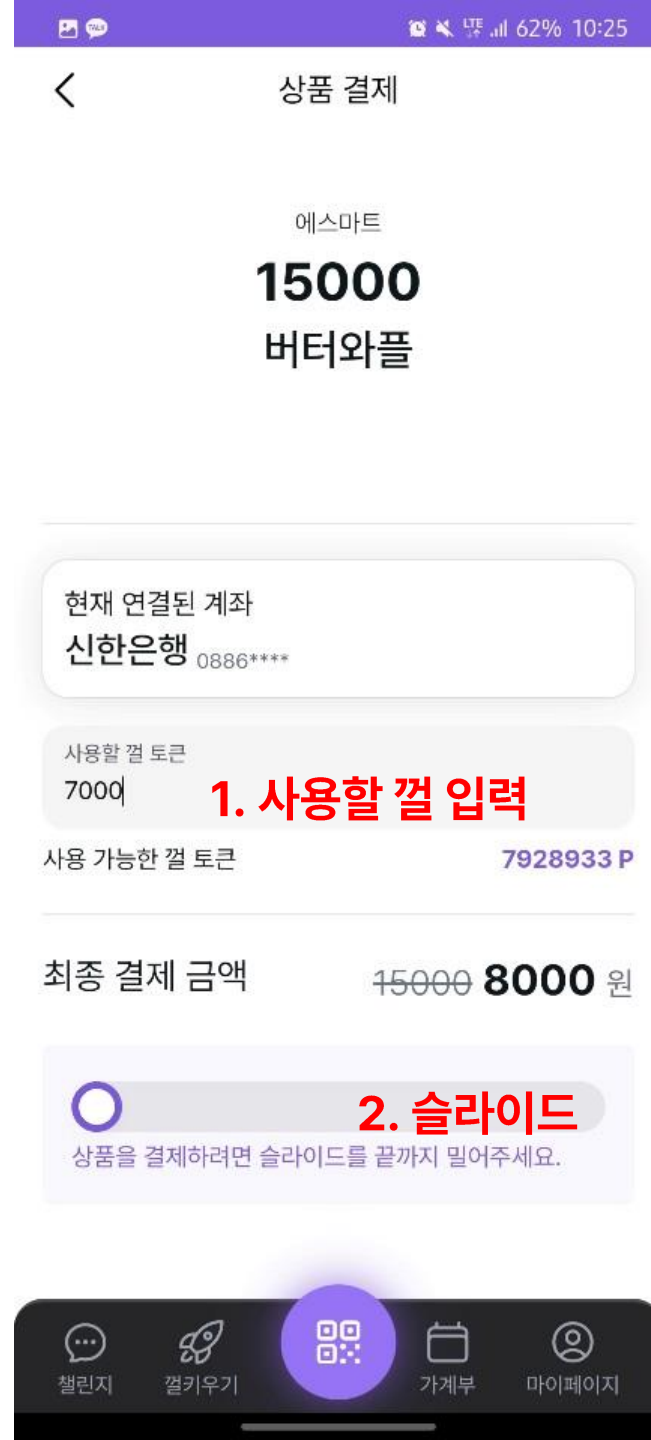 TALK LTE 62% 10:25
상품 결제
에스마트
15000
버터와플
현재 연결된 계좌
신한은행 0886****
사용할 껄 토큰
7000 1. 사용할 껄 입력
사용 가능한 껄 토큰 7928933 P
최종 결제 금액 15000 8000 원
2. 슬라이드
상품을 결제하려면 슬라이드를 끝까지 밀어주세요.
챌린지 껄키우기 가계부 마이페이지